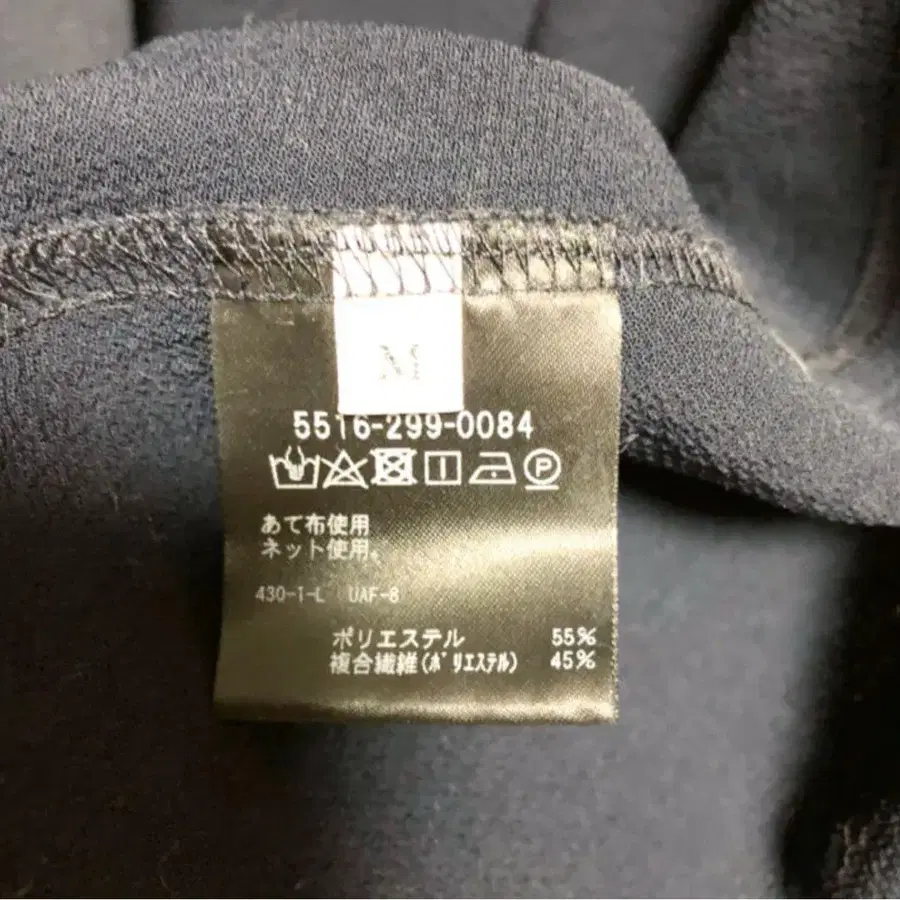 M
5516-299-0084
P
あて布使用
ネット使用。
430-1-L UAF-8
ポリエステル 55%
複合繊維(ポリエステル) 45%